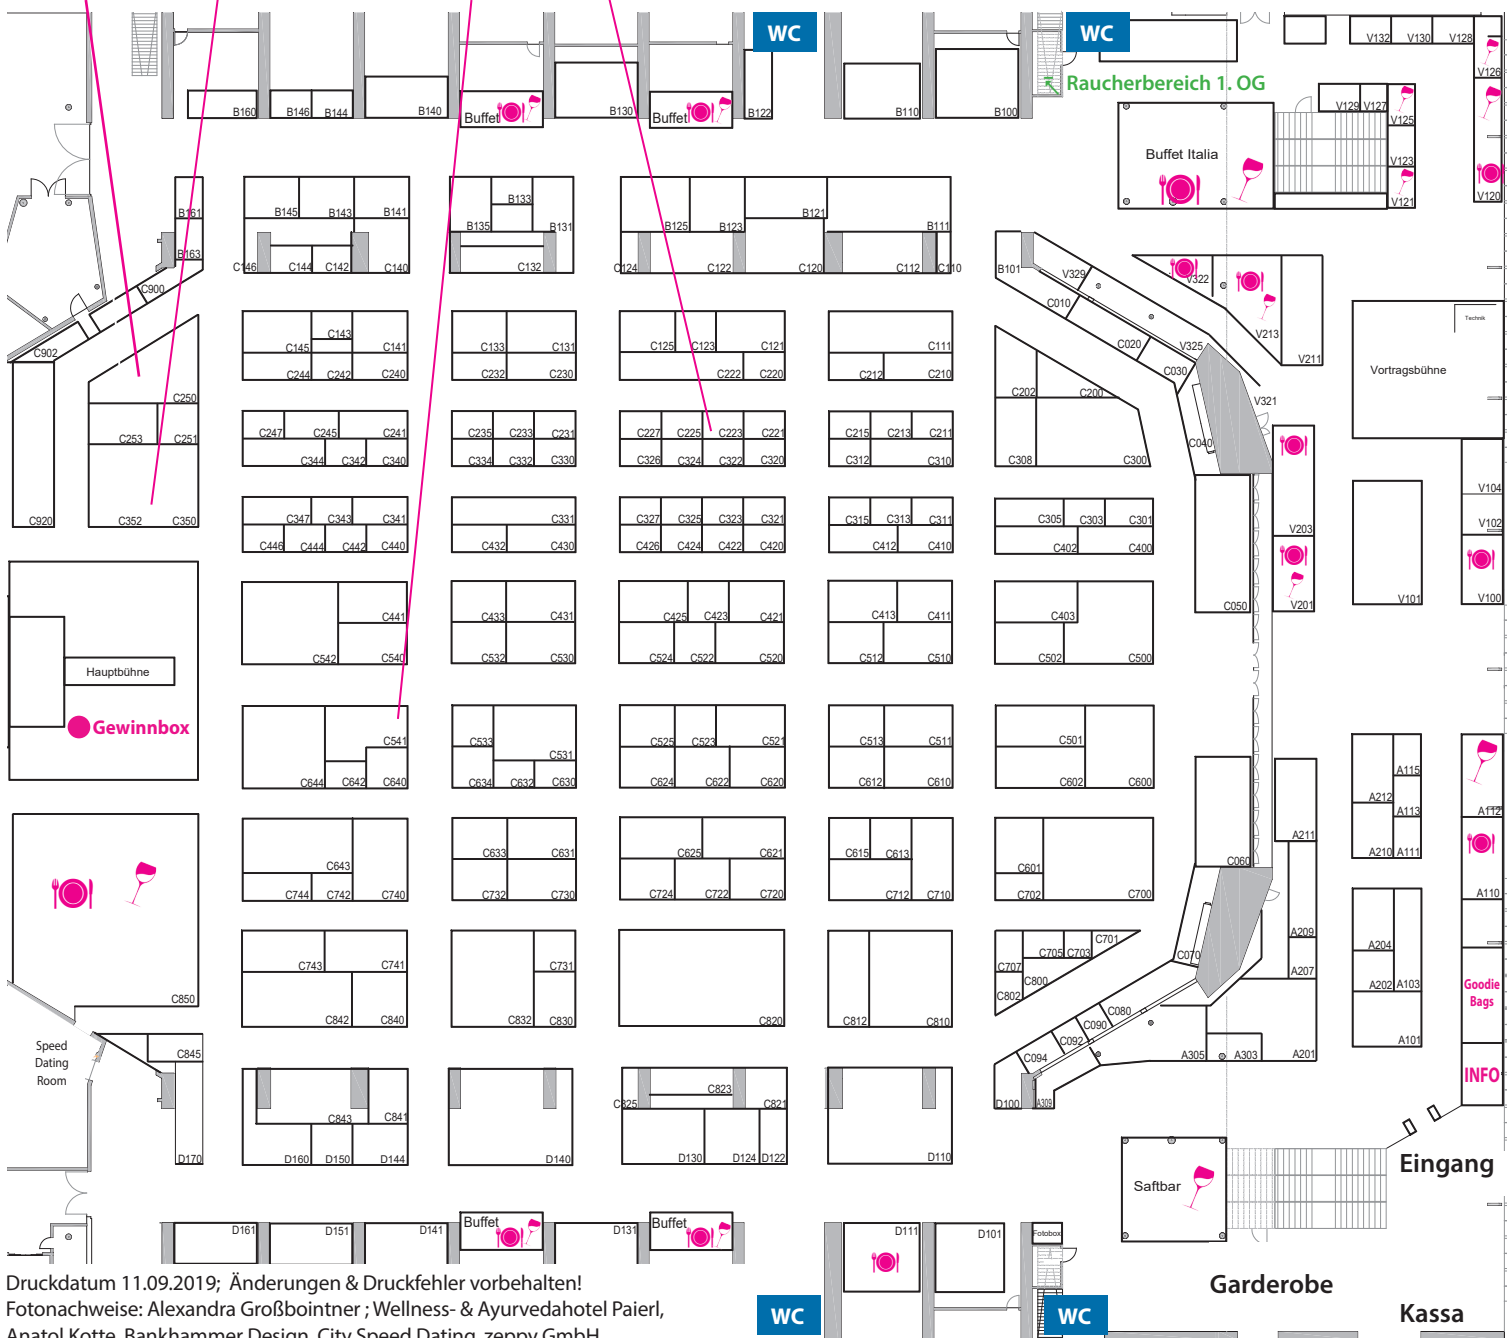 WC
WC
V132 V130 V128
V126
Raucherbereich 1. OG
B160 B146 B144 B140 Buffet B130 Buffet B122 B110 B100
V129 V127
V125
Buffet Italia
V123
V121
V120
B161 B145 B143 B141 B135 B133 B131 B125 B123 B121 B111
B163
C146 C144 C142 C140 C132 C124 C122 C120 C112 C110
B101 V329 V322
C900 C010 V213
C902 C020 V325 V211
C030
Technik
Vortragsbühne
C145 C143 C141 C133 C131 C125 C123 C121 C111
C244 C242 C240 C232 C230 C222 C220 C212 C210
C202 C200
V321
C250
C253 C251
C247 C245 C241 C235 C233 C231 C227 C225 C223 C221 C215 C213 C211
C040
C344 C342 C340 C334 C332 C330 C326 C324 C322 C320 C312 C310 C308 C300
C920 C352 C350
C347 C343 C341 C331 C327 C325 C323 C321 C315 C313 C311 C305 C303 C301
V203 V104
V102
C446 C444 C442 C440 C432 C430 C426 C424 C422 C420 C412 C410 C402 C400
C441 C433 C431 C425 C423 C421 C413 C411 C403
C050 V201 V101 V100
C542 C540 C532 C530 C524 C522 C520 C512 C510 C502 C500
Hauptbühne
Gewinnbox
C541 C533 C531 C525 C523 C521 C513 C511 C501
C644 C642 C640 C634 C632 C630 C624 C622 C620 C612 C610 C602 C600
A115
A212 A113 A112
A211
A210 A111
C643 C633 C631 C625 C621 C615 C613 C601
C060
C744 C742 C740 C732 C730 C724 C722 C720 C712 C710 C702 C700
A110
C743 C741 C731
C707 C705 C703 C701
C070 A209
A204
A207
A202 A103
C850
C842 C840 C832 C830 C820 C812 C810 C802 C800
C080
C090
C092
C094
Goodie
Bags
A101
A305 A303 A201
Speed
Dating
Room
C845
INFO
C843 C841 C825 C823 C821
D100 A309
D170 D160 D150 D144 D140 D130 D124 D122 D110
Eingang
Saftbar
D161 D151 D141 Buffet D131 Buffet D111 D101 Fotobox
Garderobe
Kassa
WC
WC
Druckdatum 11.09.2019; Änderungen & Druckfehler vorbehalten!
Fotonachweise: Alexandra Großbointner ; Wellness- & Ayurvedahotel Paierl,
Anatol Kotte, Bankhammer Design, City Speed Dating, zeppy GmbH